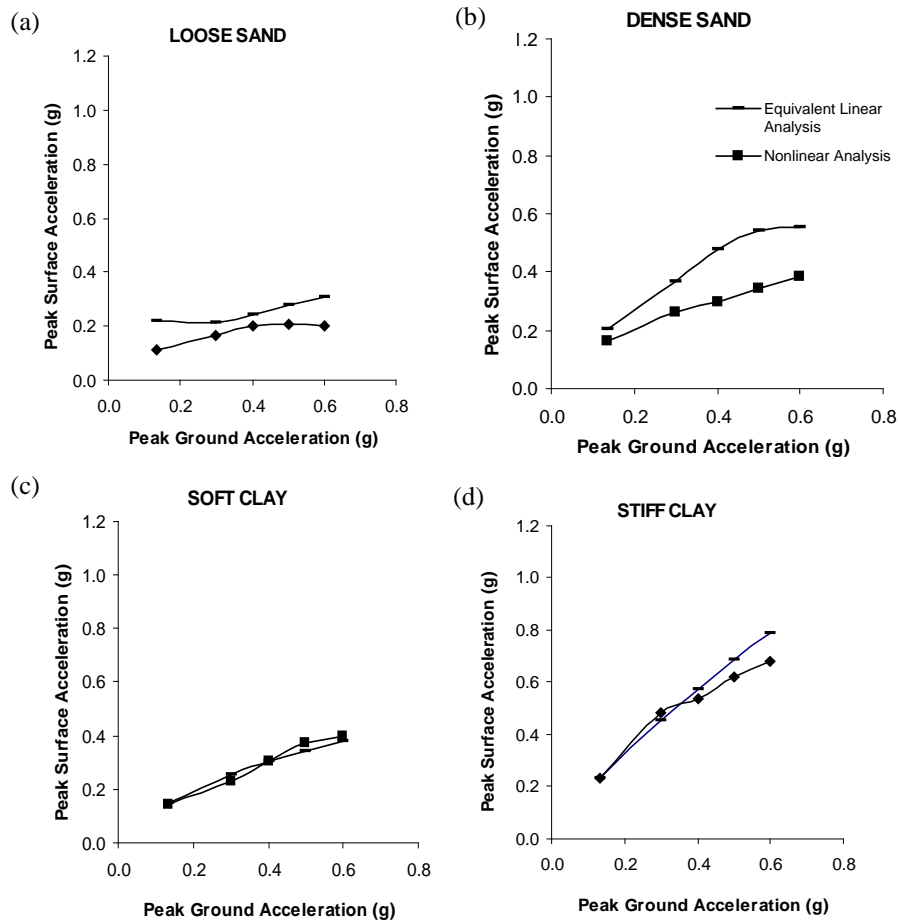 (a)
LOOSE SAND
1.2
1.0
0.8
0.6
0.4
0.2
0.0
Peak Surface Acceleration (g)
0.0 0.2 0.4 0.6 0.8
Peak Ground Acceleration (g)
(b)
DENSE SAND
1.2
1.0
0.8
0.6
0.4
0.2
0.0
Peak Surface Acceleration (g)
Equivalent Linear
Analysis
Nonlinear Analysis
0.0 0.2 0.4 0.6 0.8
Peak Ground Acceleration (g)
(c)
SOFT CLAY
1.2
1.0
0.8
0.6
0.4
0.2
0.0
Peak Surface Acceleration (g)
0.0 0.2 0.4 0.6 0.8
Peak Ground Acceleration (g)
(d)
STIFF CLAY
1.2
1.0
0.8
0.6
0.4
0.2
0.0
Peak Surface Acceleration (g)
0.0 0.2 0.4 0.6 0.8
Peak Ground Acceleration (g)